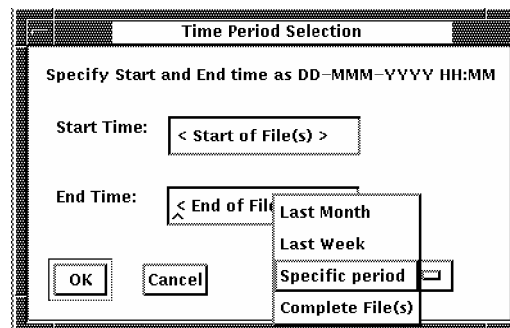 Time Period Selection
Specify Start and End time as DD-MMM-YYYY HH:MM
Start Time:
< Start of File(s) >
End Time:
< End of File
Last Month
Last Week
Specific period
Complete File(s)
OK
Cancel